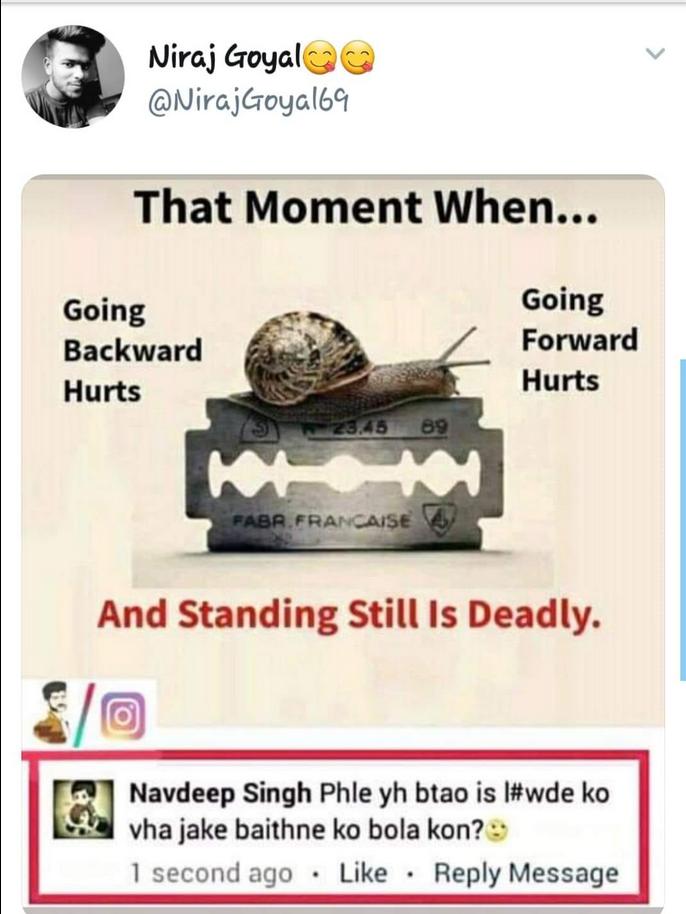 Niraj Goyal😋😋
@NirajGoyal69
That Moment When...
Going
Backward
Hurts
Going
Forward
Hurts
23.45 69
FABR. FRANCAISE
And Standing Still Is Deadly.
Navdeep Singh Phle yh btao is l#wde ko
vha jake baithne ko bola kon?🙄
1 second ago · Like · Reply Message